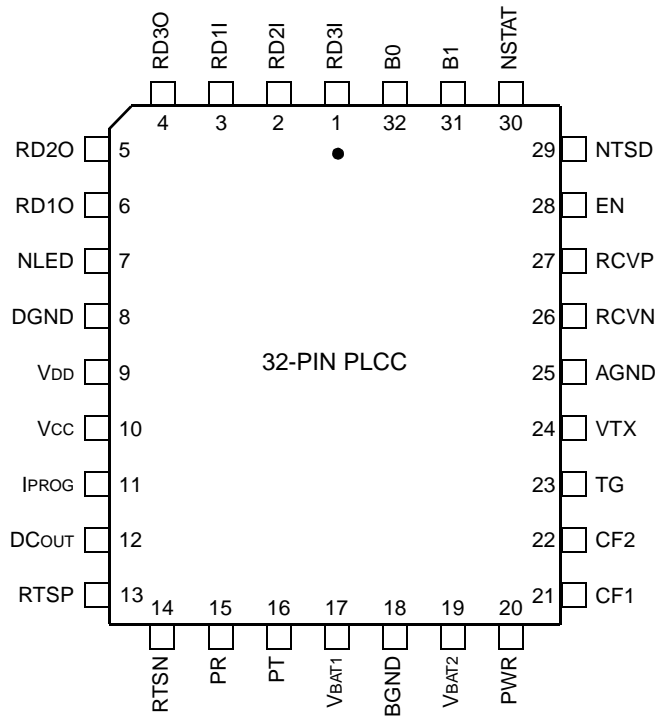 RD3O RD1I RD2I RD3I B0 B1 NSTAT
4 3 2 1 32 31 30
RD2O 5 29 NTSD
RD1O 6 28 EN
NLED 7 27 RCVP
DGND 8 26 RCVN
32-PIN PLCC
VDD 9 25 AGND
VCC 10 24 VTX
IPROG 11 23 TG
DCOUT 12 22 CF2
RTSP 13 21 CF1
14 15 16 17 18 19 20
RTSN PR PT VBAT1 BGND VBAT2 PWR